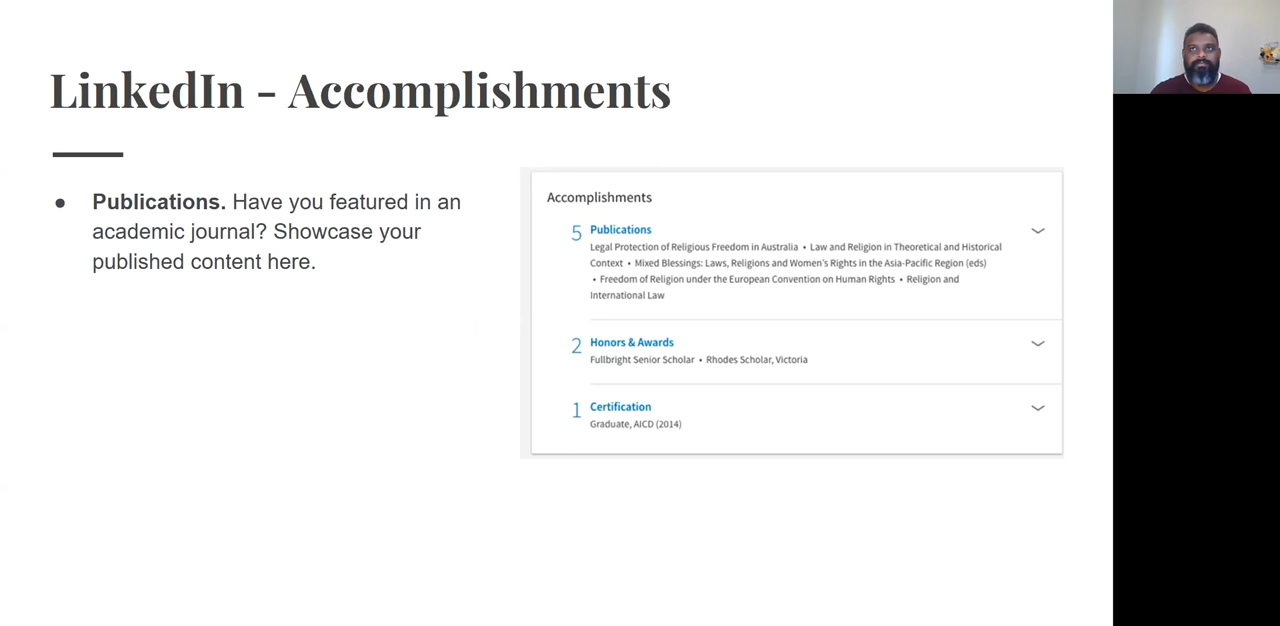 LinkedIn - Accomplishments
● Publications. Have you featured in an
academic journal? Showcase your
published content here.
Accomplishments
5 Publications
Legal Protection of Religious Freedom in Australia • Law and Religion in Theoretical and Historical
Context • Mixed Blessings: Laws, Religions and Women's Rights in the Asia-Pacific Region (eds)
• Freedom of Religion under the European Convention on Human Rights • Religion and
International Law
2 Honors & Awards
Fullbright Senior Scholar • Rhodes Scholar, Victoria
1 Certification
Graduate, AICD (2014)